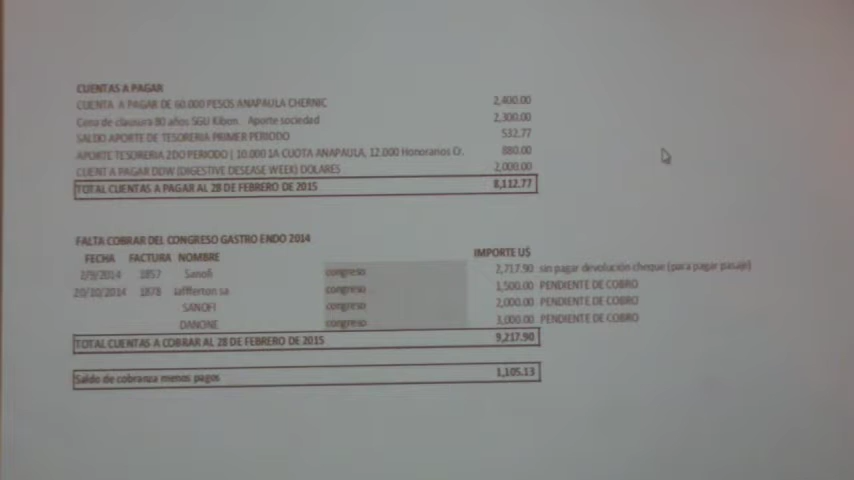 CUENTAS A PAGAR
CUENTA A PAGAR DE 60.000 PESOS ANAPAULA CHERNIC 2,400.00
Cena de clausura 80 años SGU Kibon. Aporte sociedad 2,300.00
SALDO APORTE DE TESORERIA PRIMER PERIODO 532.77
APORTE TESORERIA 2DO PERIODO ( 10.000 1A CUOTA ANAPAULA, 12.000 Honorarios Cr. 880.00
CUENT A PAGAR DDW (DIGESTIVE DESEASE WEEK) DOLARES 2,000.00
TOTAL CUENTAS A PAGAR AL 28 DE FEBRERO DE 2015 8,112.77
FALTA COBRAR DEL CONGRESO GASTRO ENDO 2014
FECHA FACTURA NOMBRE IMPORTE U$
2/9/2014 1857 Sanofi congreso 2,717.90 sin pagar devolución cheque (para pagar pasaje)
20/10/2014 1878 sa congreso 1,500.00 PENDIENTE DE COBRO
SANOFI congreso 2,000.00 PENDIENTE DE COBRO
DANONE congreso 3,000.00 PENDIENTE DE COBRO
TOTAL CUENTAS A COBRAR AL 28 DE FEBRERO DE 2015 9,217.90
Saldo de cobranza menos pagos 1,105.13